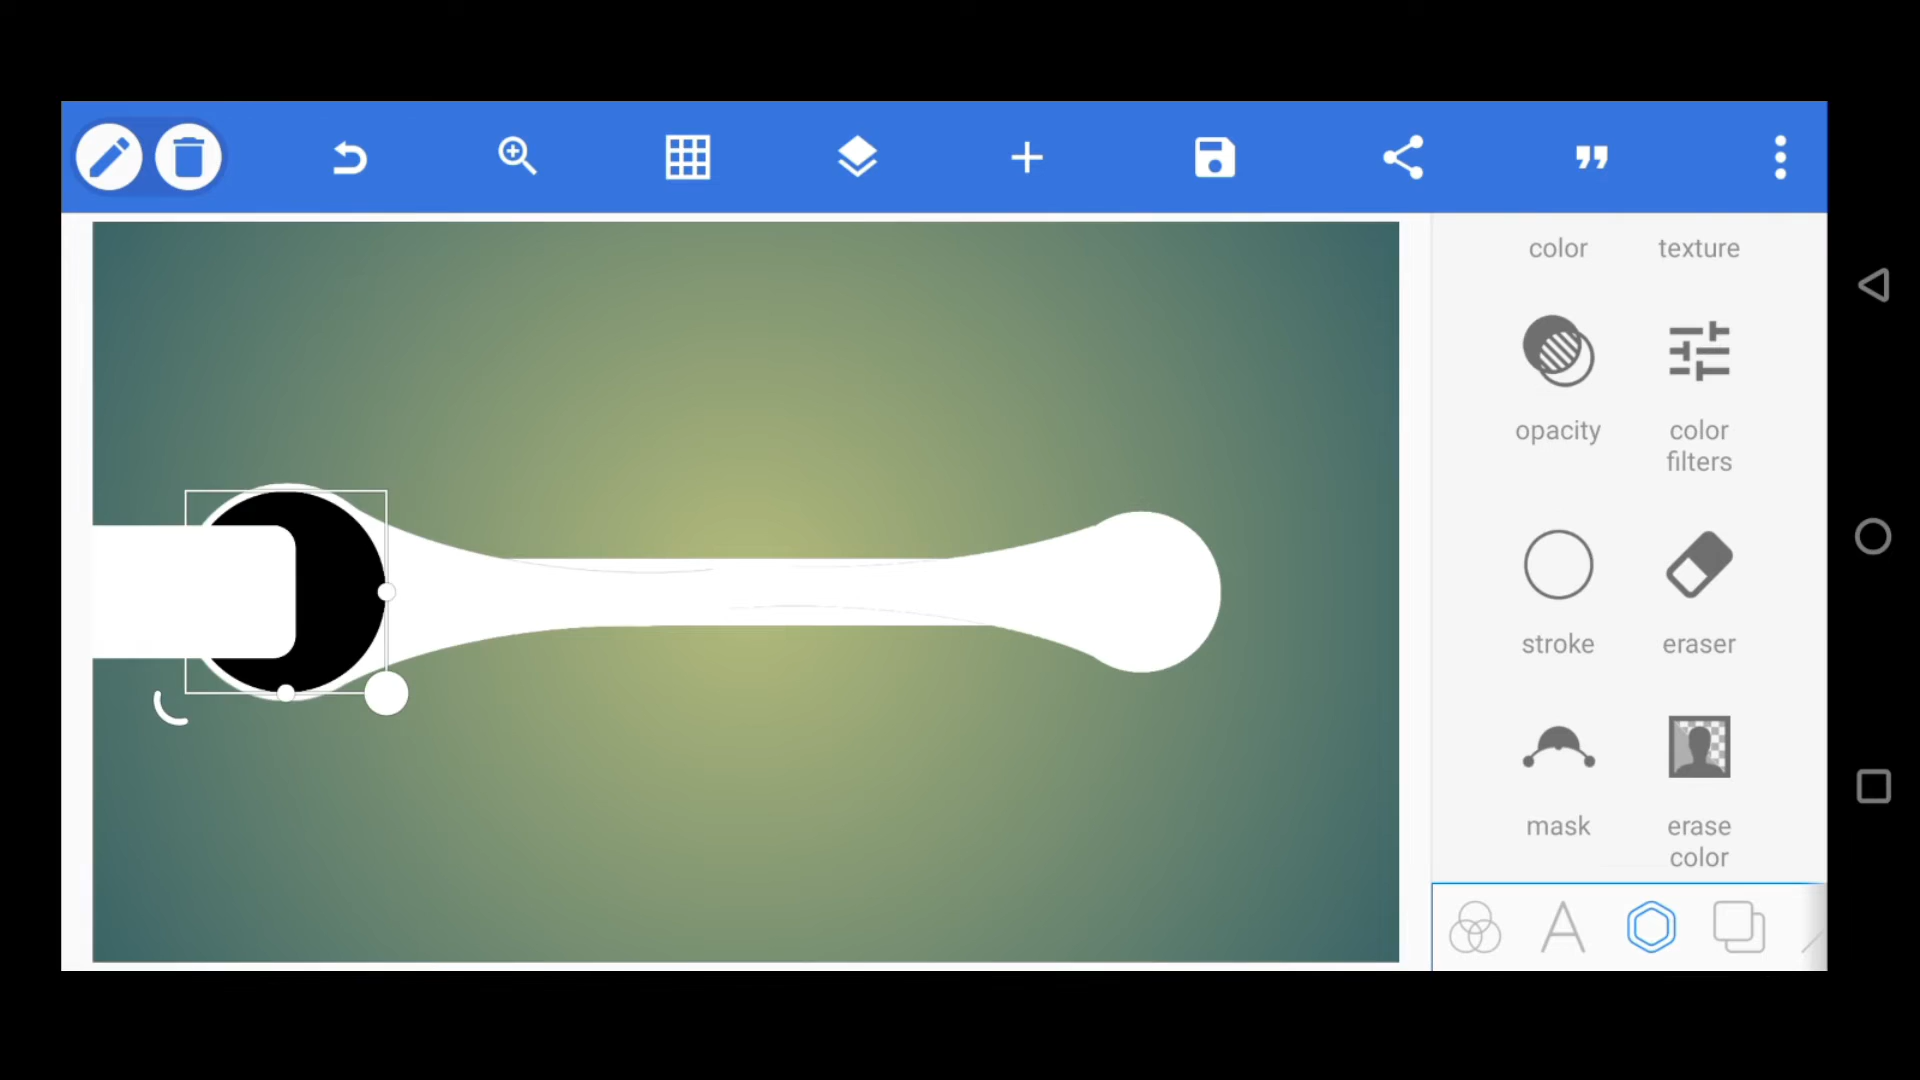 color texture
opacity color
filters
stroke eraser
mask erase
color